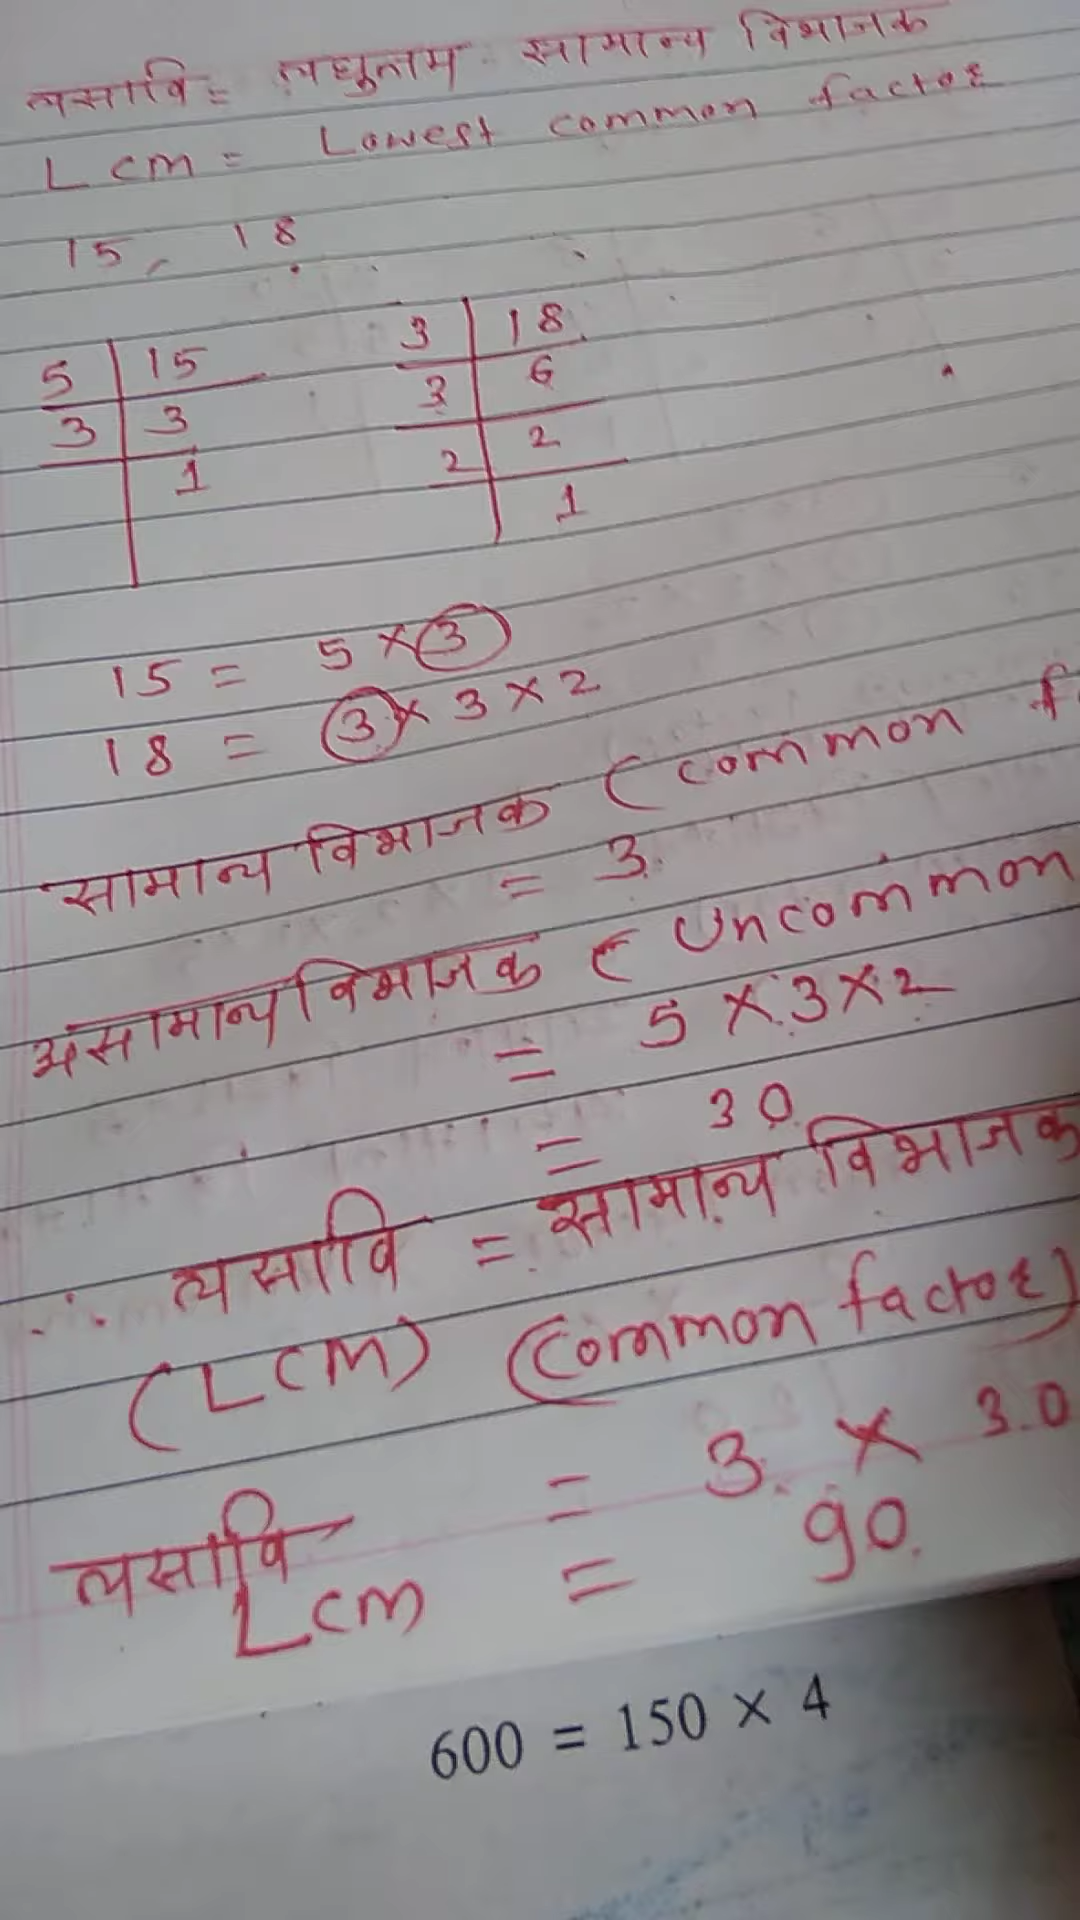 लसावि = लघुत्तम सामान्य विभाजक
LCM = Lowest common factor
15, 18
5 | 15
3 | 3
1
3 | 18
3 | 6
2 | 2
1
15 = 5 × 3
18 = 3 × 3 × 2
सामान्य विभाजक (common f
= 3
असामान्य विभाजक ( Uncommon
= 5 × 3 × 2
= 30
∴ लसावि = सामान्य विभाजक
(LCM) (Common factor)
= 3 × 30
लसावि
LCM = 90
600 = 150 × 4